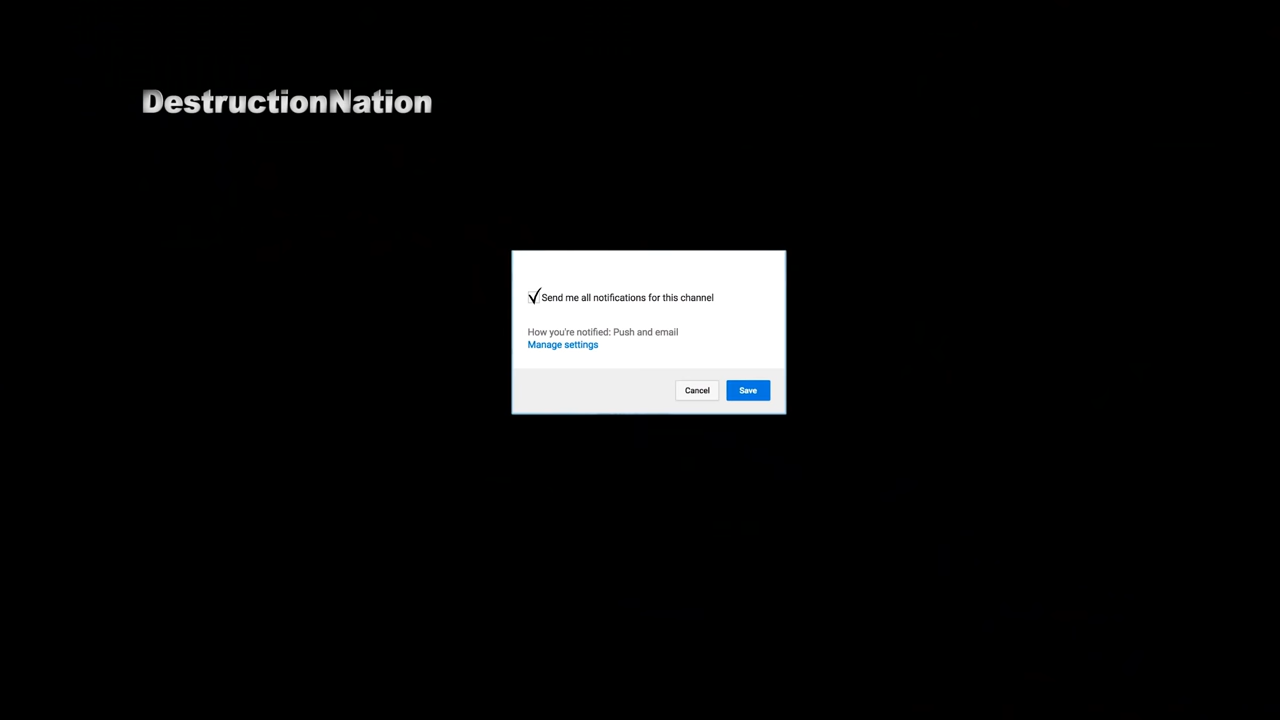 DestructionNation
Send me all notifications for this channel
How you're notified: Push and email
Manage settings
Cancel
Save